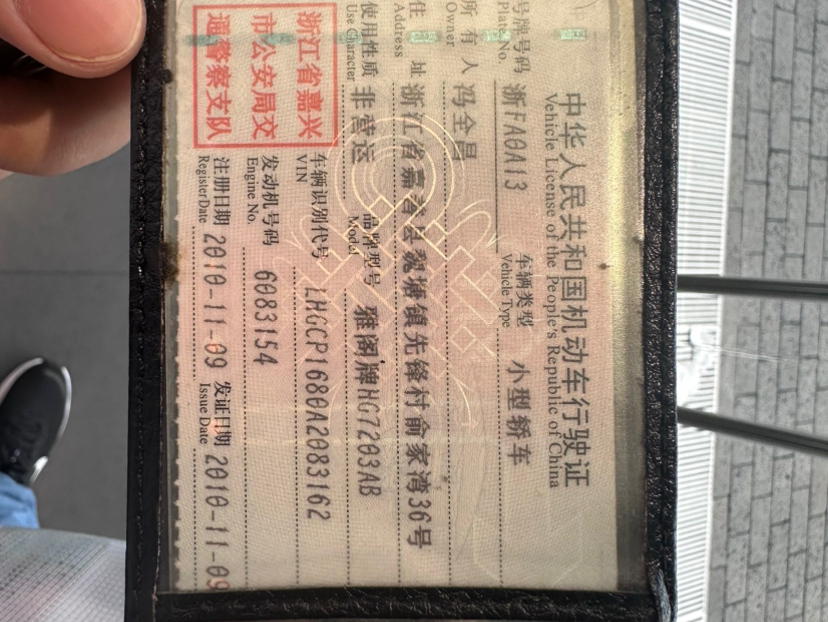 中华人民共和国机动车行驶证
Vehicle License of the People's Republic of China
号牌号码 浙FA0A13 车辆类型 小型轿车
Plate No. Vehicle Type
所有人 冯全昌
Owner
住址 浙江省嘉善县魏塘镇先锋村俞家湾36号
Address
使用性质 非营运 品牌型号 雅阁牌HG7203AB
Use Character Model
浙江省嘉兴
市公安局交
通警察支队
车辆识别代号 LHGCP1680A2083162
VIN
发动机号码 6083154
Engine No.
注册日期 2010-11-09 发证日期 2010-11-09
Register Date Issue Date